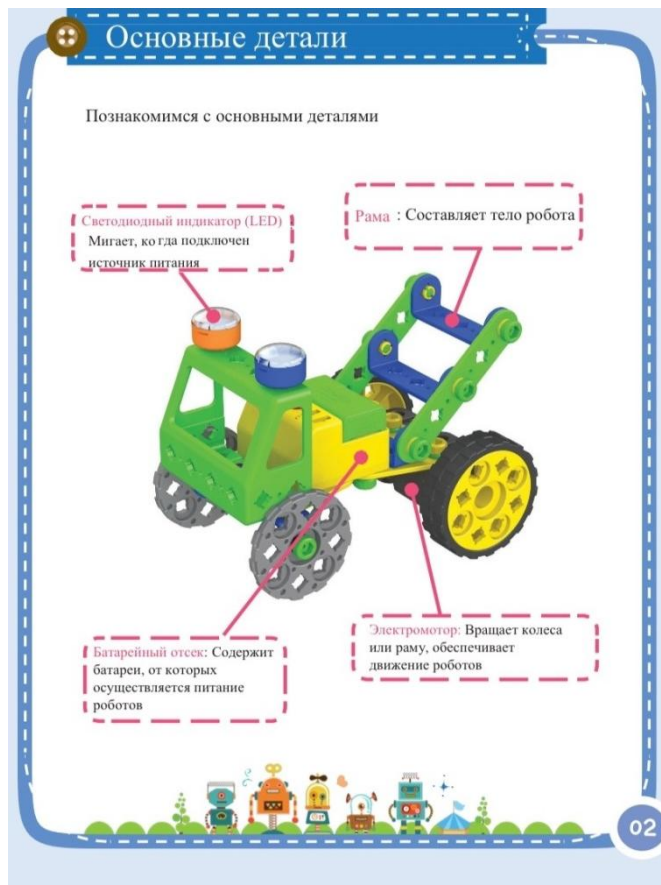 Основные детали
Познакомимся с основными деталями
Светодиодный индикатор (LED)
Мигает, ко гда подключен
источник питания
Рама : Составляет тело робота
Батарейный отсек: Содержит
батареи, от которых
осуществляется питание
роботов
Электромотор: Вращает колеса
или раму, обеспечивает
движение роботов
02